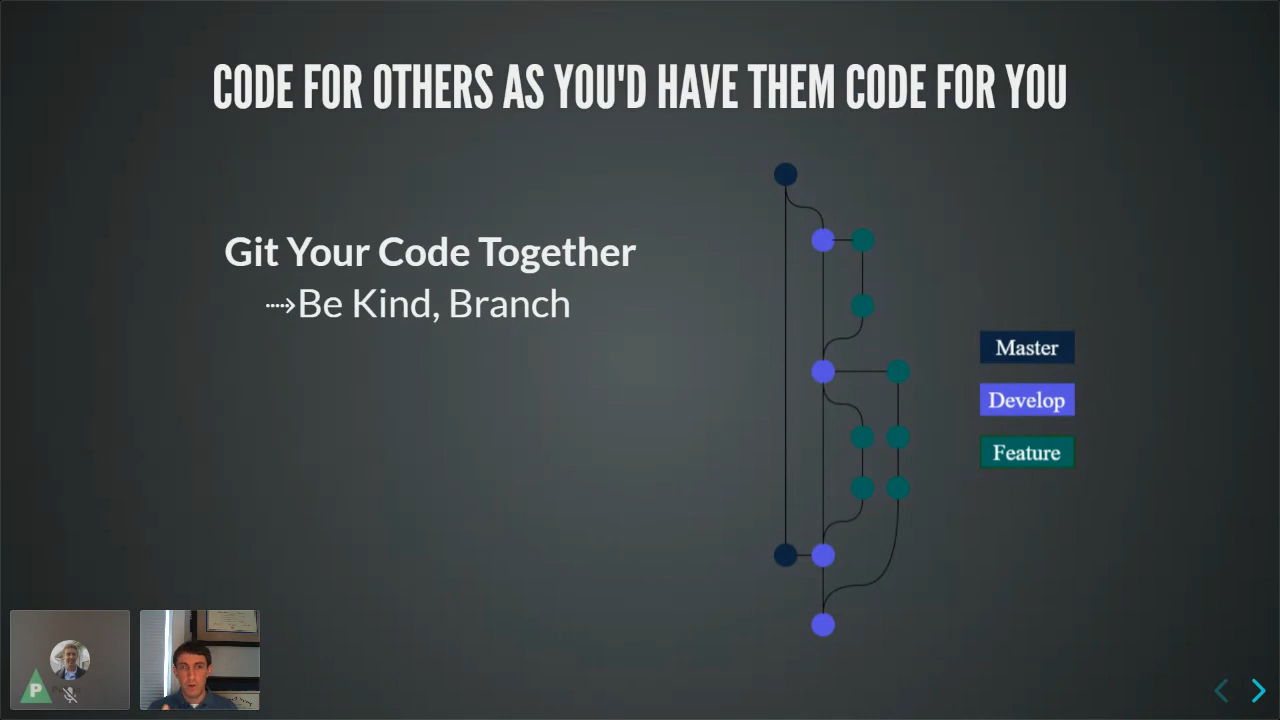 CODE FOR OTHERS AS YOU'D HAVE THEM CODE FOR YOU
Git Your Code Together
⤑Be Kind, Branch
Master
Develop
Feature
P